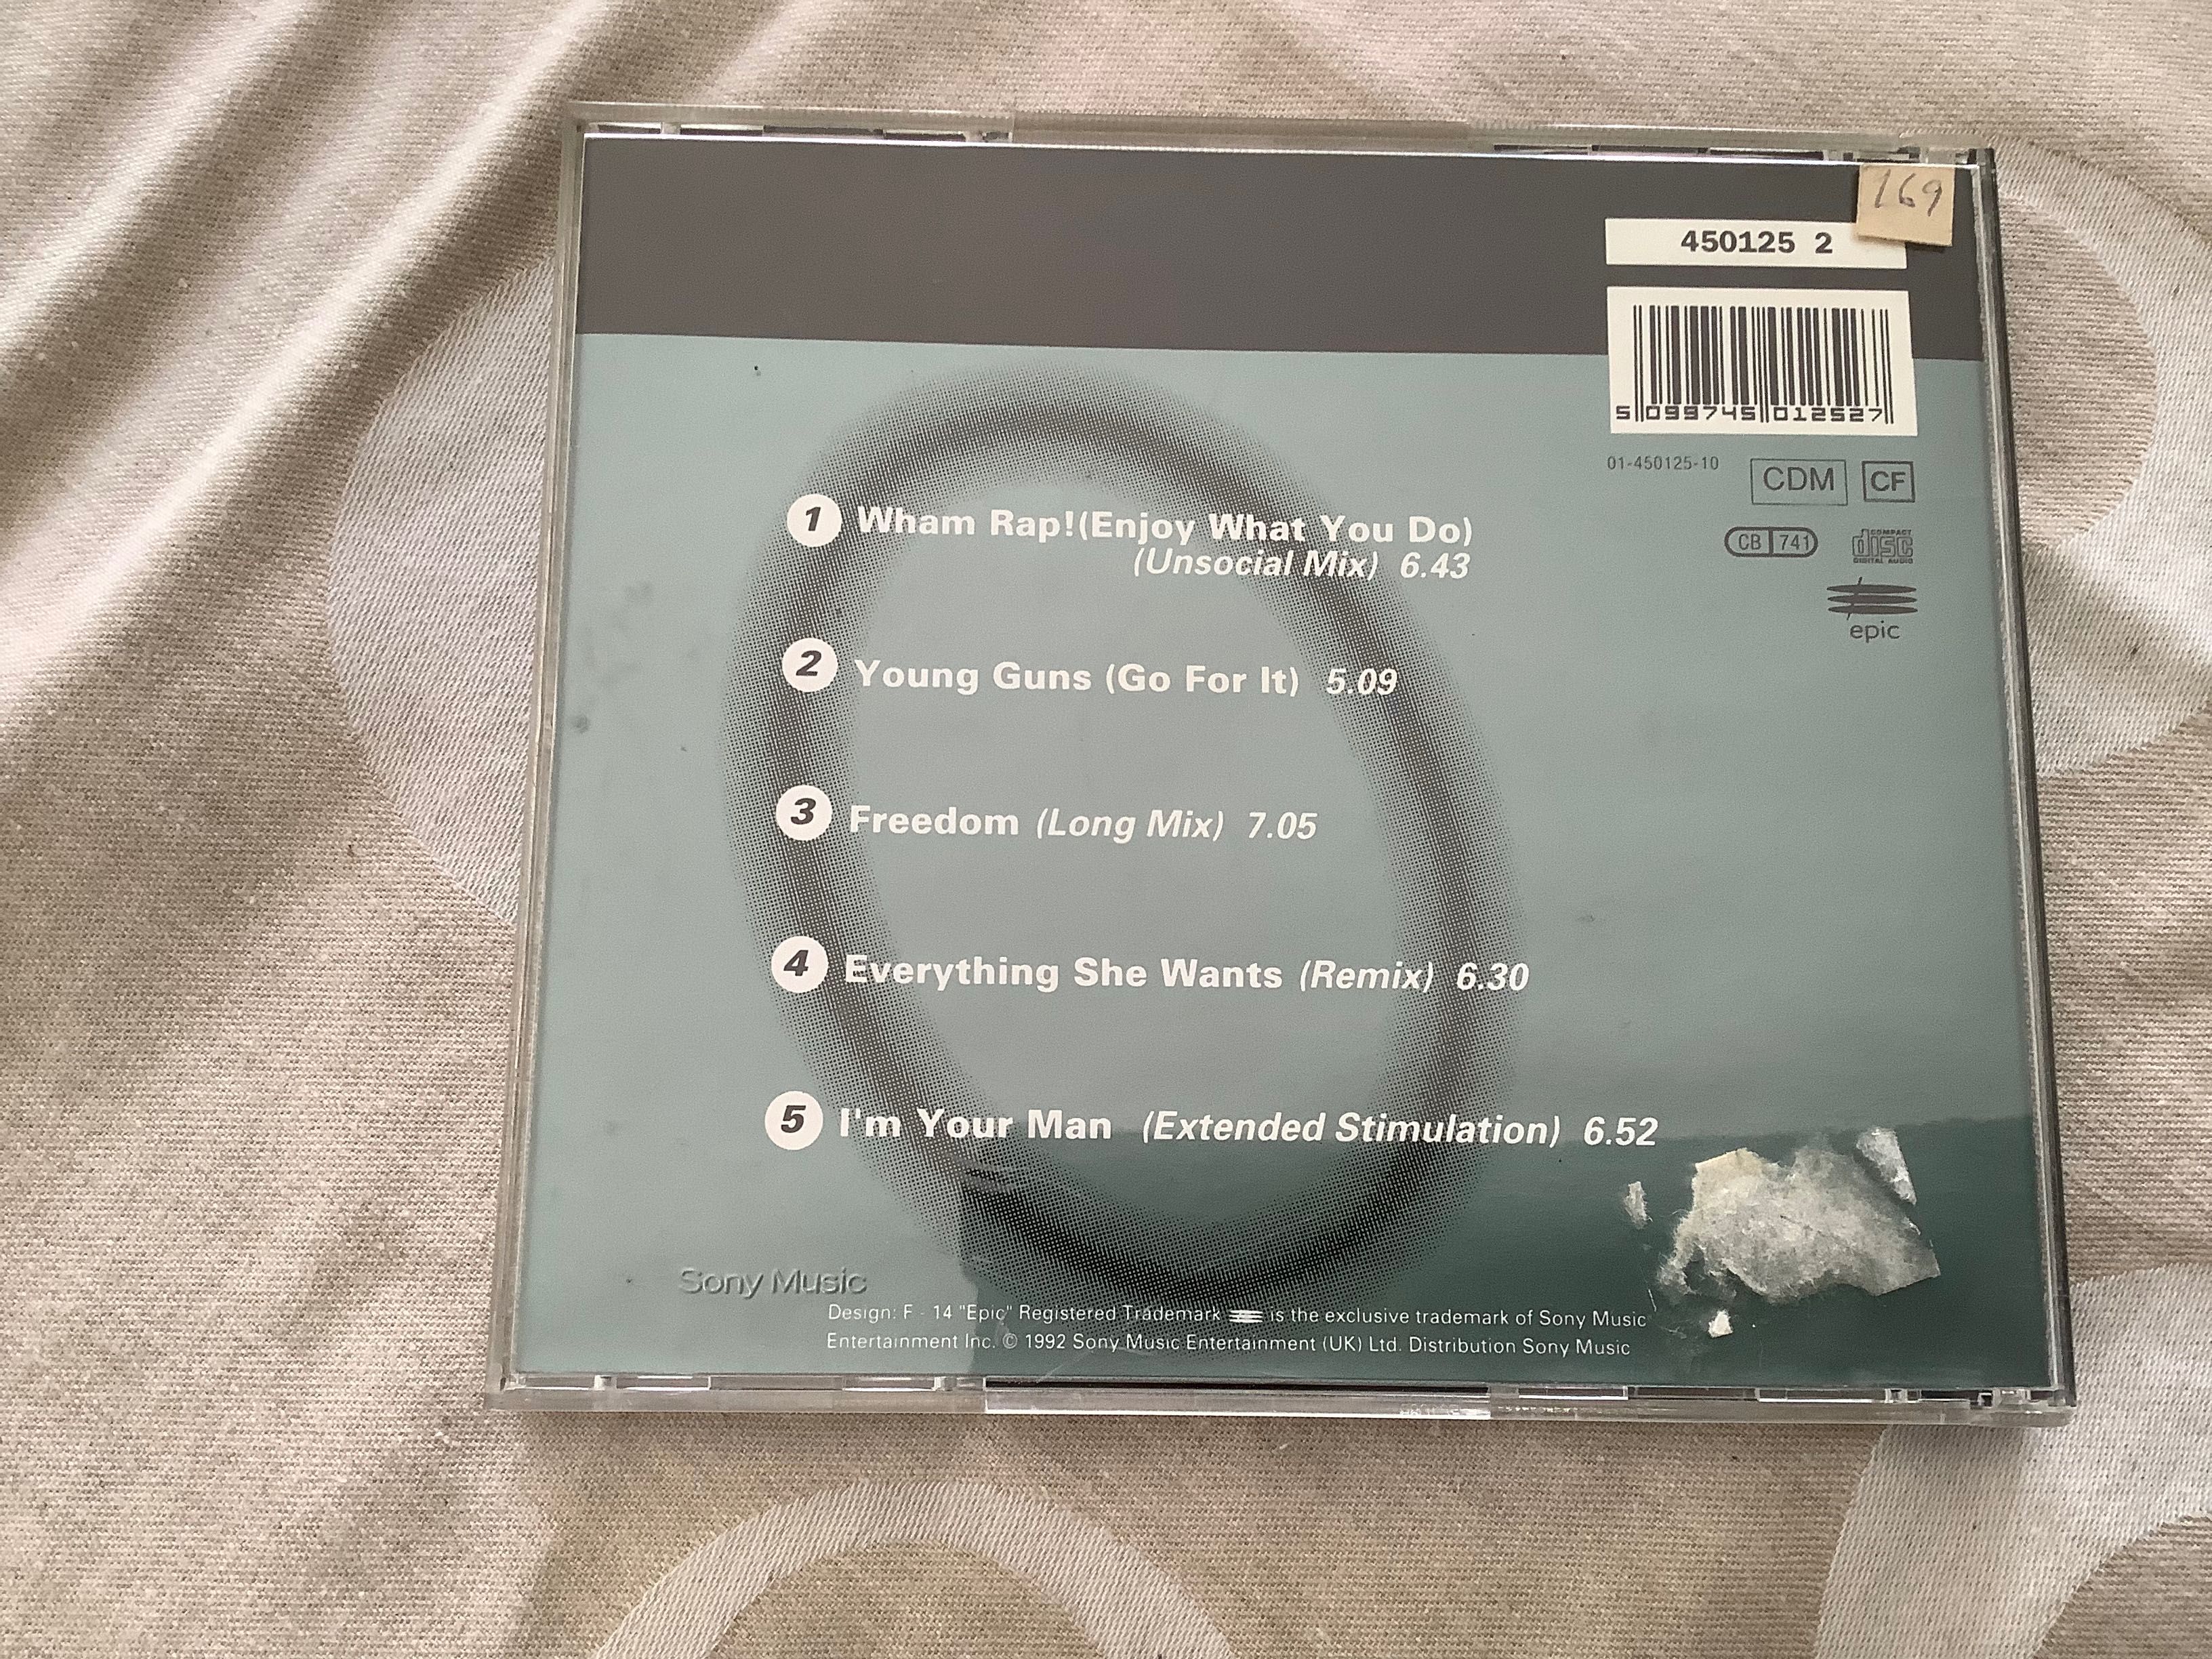 169
450125 2
5 099745 012527
01-450125-10 CDM CF
CB 741 COMPACT disc DIGITAL AUDIO
epic
1 Wham Rap!(Enjoy What You Do)
(Unsocial Mix) 6.43
2 Young Guns (Go For It) 5.09
3 Freedom (Long Mix) 7.05
4 Everything She Wants (Remix) 6.30
5 I'm Your Man (Extended Stimulation) 6.52
Sony Music
Design: F - 14 "Epic" Registered Trademark is the exclusive trademark of Sony Music
Entertainment Inc. © 1992 Sony Music Entertainment (UK) Ltd. Distribution Sony Music